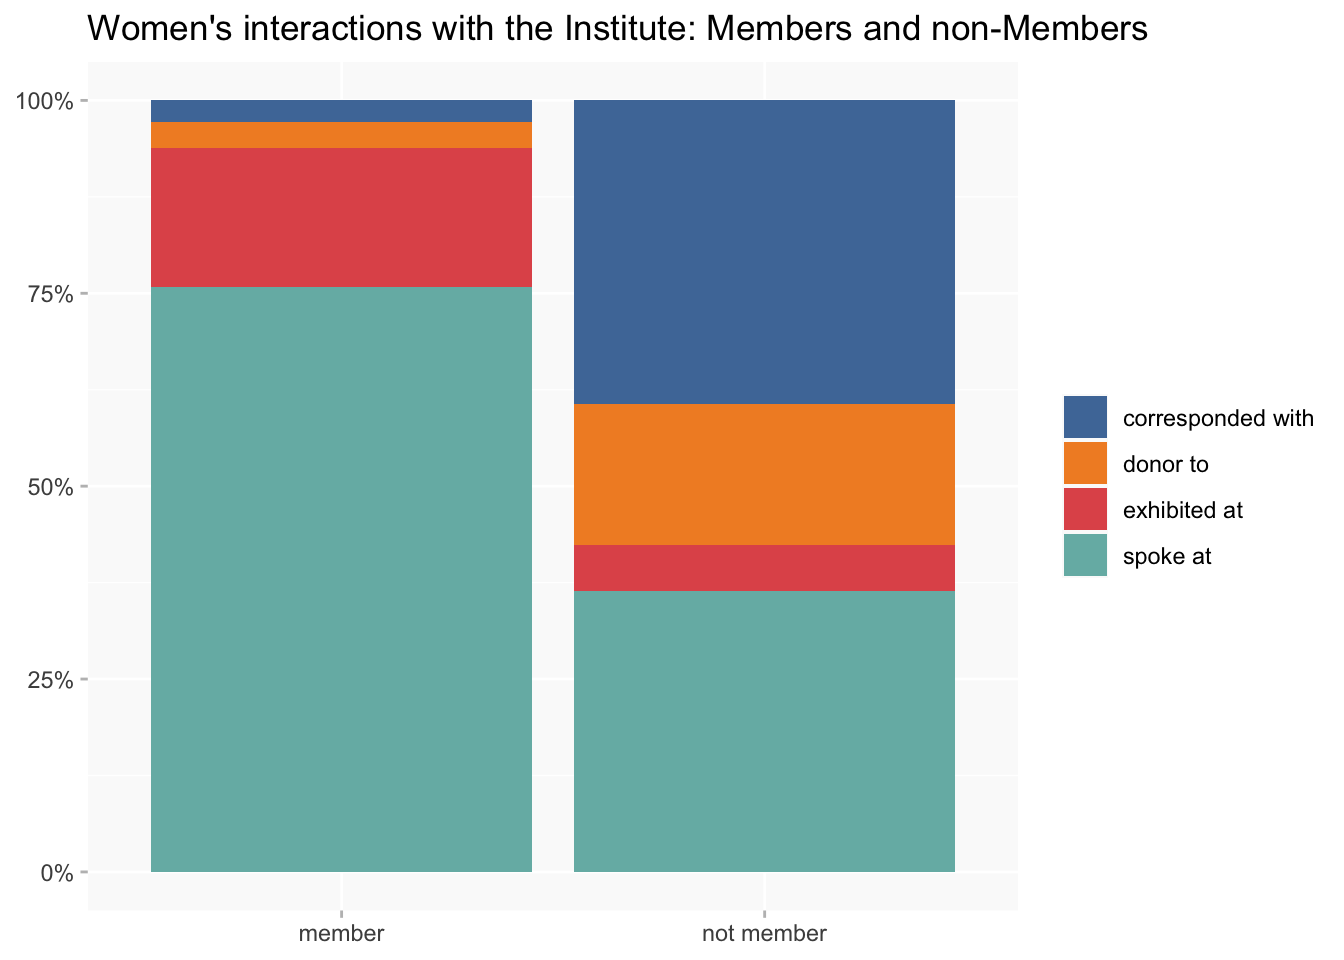 Women's interactions with the Institute: Members and non-Members
100%
75%
50%
25%
0%
member
not member
corresponded with
donor to
exhibited at
spoke at